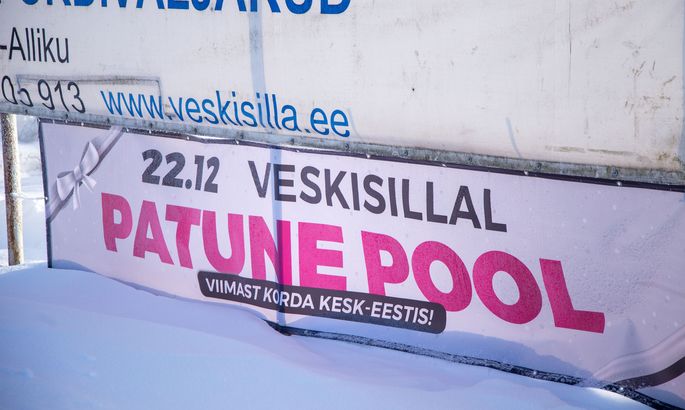 -Alliku
05 913
www.veskisilla.ee
22.12 VESKISILLAL
PATUNE POOL
VIIMAST KORDA KESK-EESTIS!